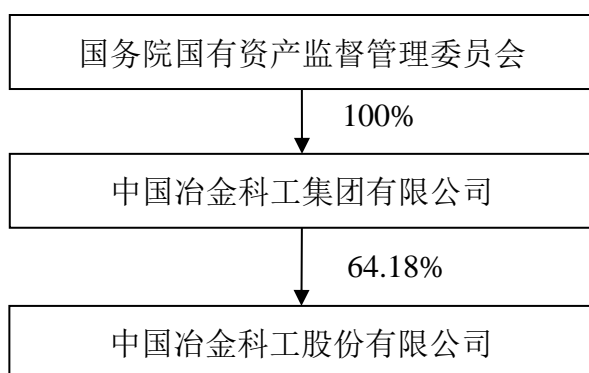 国务院国有资产监督管理委员会
100%
中国冶金科工集团有限公司
64.18%
中国冶金科工股份有限公司